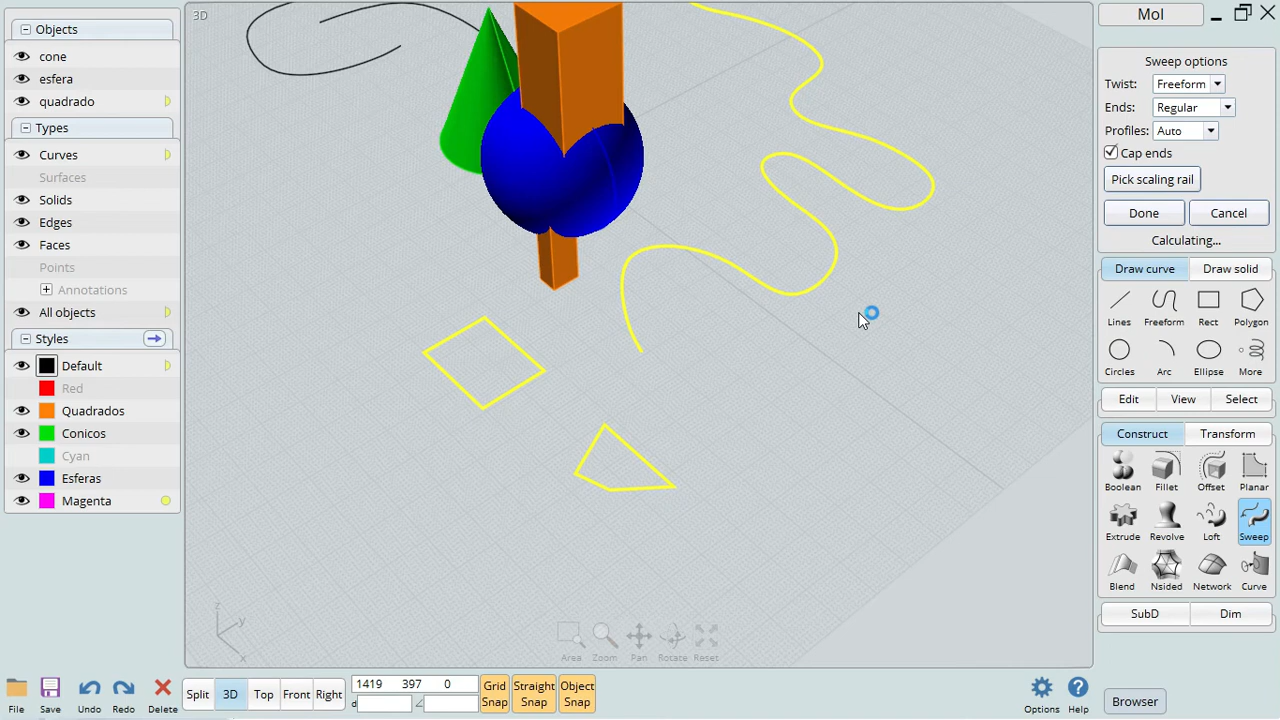 Objects
cone
esfera
quadrado
Types
Curves
Surfaces
Solids
Edges
Faces
Points
Annotations
All objects
Styles
Default
Red
Quadrados
Conicos
Cyan
Esferas
Magenta
3D
z
y
x
Area Zoom Pan Rotate Reset
MoI
Sweep options
Twist: Freeform
Ends: Regular
Profiles: Auto
Cap ends
Pick scaling rail
Done Cancel
Calculating...
Draw curve Draw solid
Lines Freeform Rect Polygon
Circles Arc Ellipse More
Edit View Select
Construct Transform
Boolean Fillet Offset Planar
Extrude Revolve Loft Sweep
Blend Nsided Network Curve
SubD Dim
File Save Undo Redo Delete
Split 3D Top Front Right
1419 397 0
d
Grid Snap
Straight Snap
Object Snap
Options Help
Browser